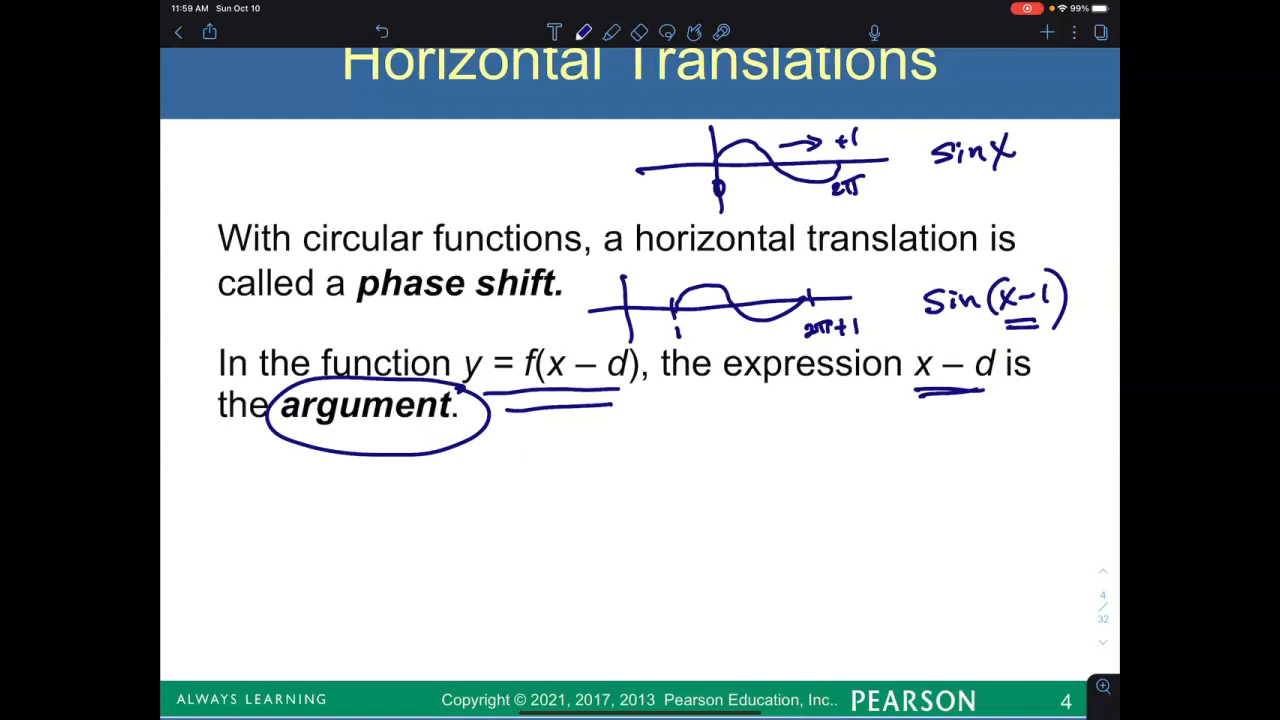 11:59 AM Sun Oct 10
99%
Horizontal Translations
→ +1
sin x
0
2π
With circular functions, a horizontal translation is
called a phase shift.
sin (x-1)
1
2π+1
In the function y = f(x – d), the expression x – d is
the argument.
4
/
32
ALWAYS LEARNING
Copyright © 2021, 2017, 2013 Pearson Education, Inc..
PEARSON
4